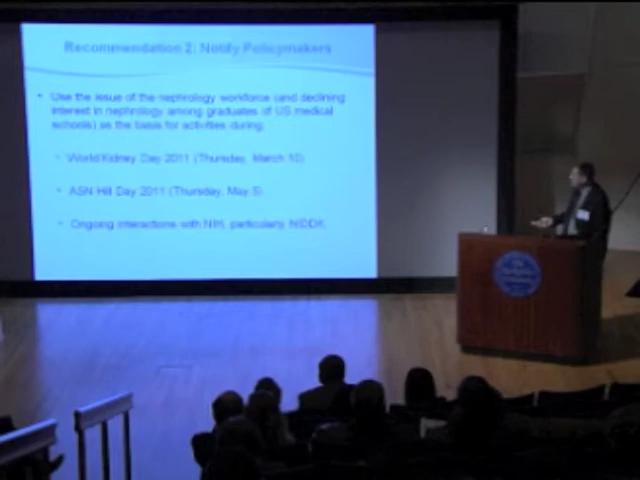 Recommendation 2: Notify Policymakers
• Use the issue of the nephrology workforce (and declining
interest in nephrology among graduates of US medical
schools) as the basis for activities during:
• World Kidney Day 2011 (Thursday, March 10)
• ASN Hill Day 2011 (Thursday, May 5)
• Ongoing interactions with NIH, particularly NIDDK.